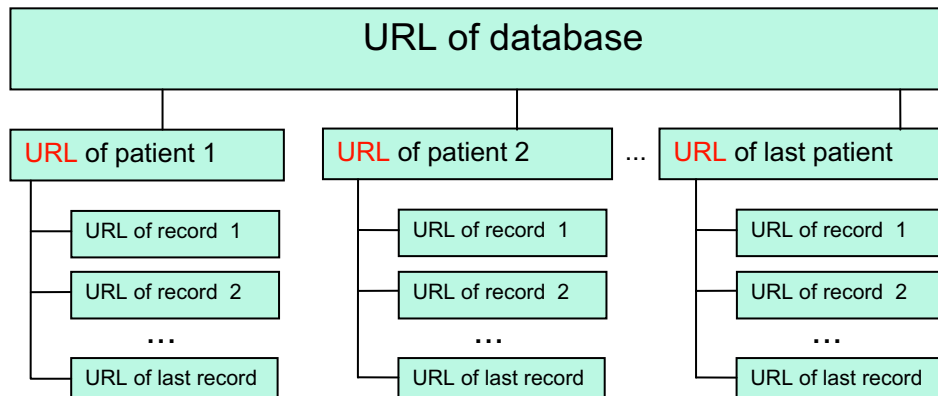 URL of database
URL of patient 1
URL of patient 2
...
URL of last patient
URL of record 1
URL of record 2
...
URL of last record
URL of record 1
URL of record 2
...
URL of last record
URL of record 1
URL of record 2
...
URL of last record